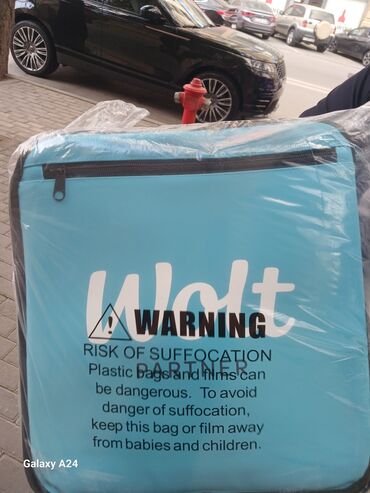 Wolt
WARNING
RISK OF SUFFOCATION
PARTNER
Plastic bags and films can
be dangerous. To avoid
danger of suffocation,
keep this bag or film away
from babies and children.
Galaxy A24